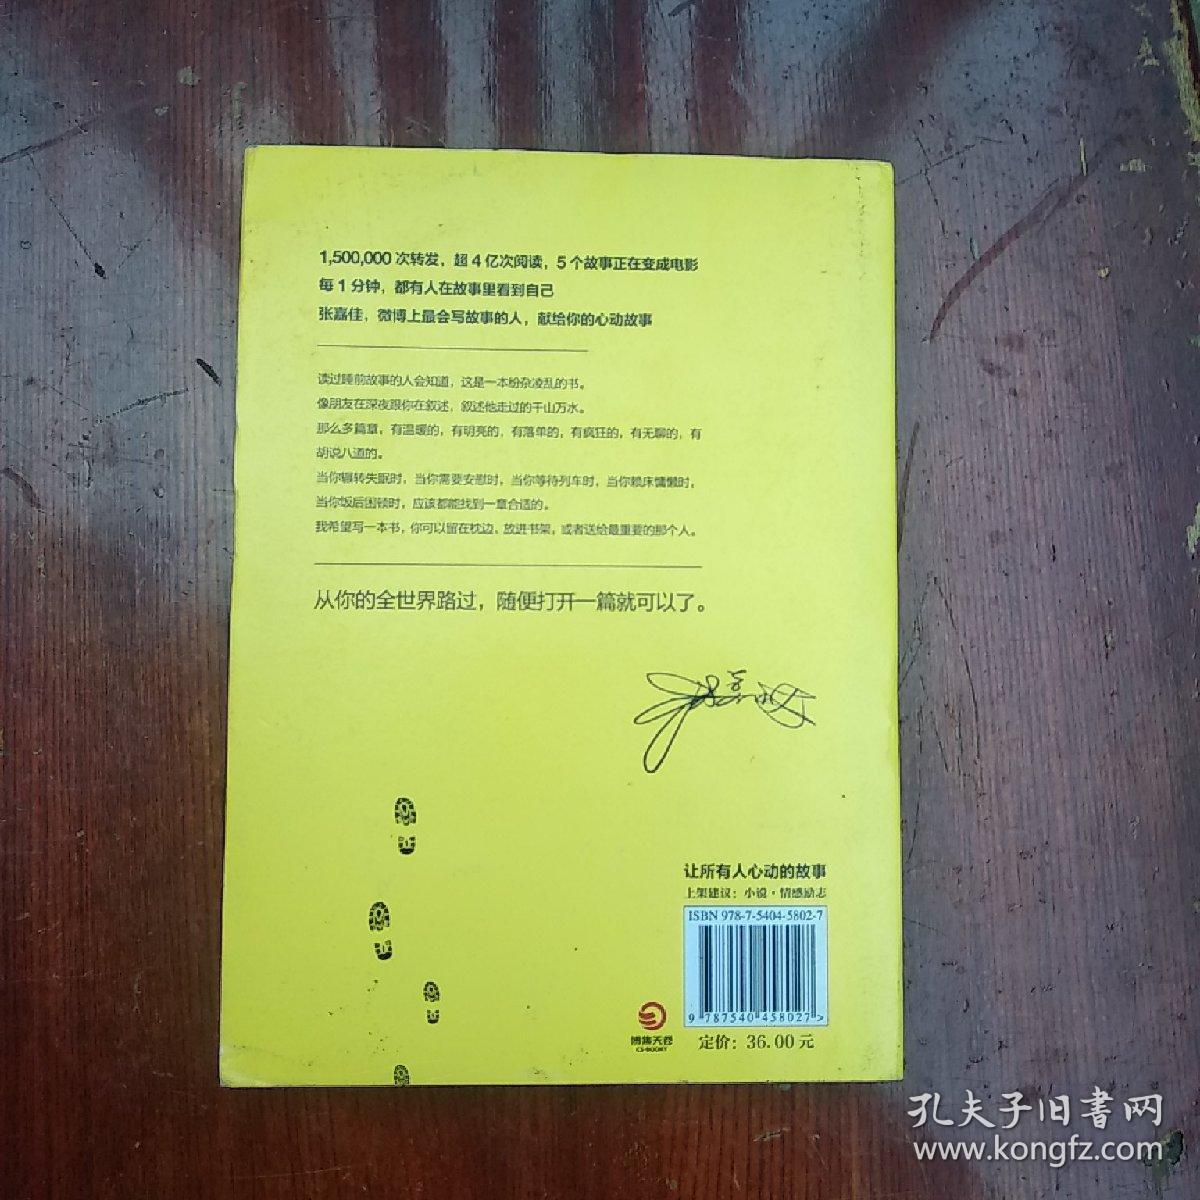 1,500,000 次转发，超 4 亿次阅读，5 个故事正在变成电影
每 1 分钟，都有人在故事里看到自己
张嘉佳，微博上最会写故事的人，献给你的心动故事
读过睡前故事的人会知道，这是一本纷杂凌乱的书。
像朋友在深夜跟你在叙述，叙述他走过的千山万水。
那么多篇章，有温暖的，有明亮的，有落单的，有疯狂的，有无聊的，有
胡说八道的。
当你辗转失眠时，当你需要安慰时，当你等待列车时，当你赖床慵懒时，
当你饭后困顿时，应该都能找到一章合适的。
我希望写一本书，你可以留在枕边，放进书架，或者送给最重要的那个人。
从你的全世界路过，随便打开一篇就可以了。
张嘉佳
让所有人心动的故事
上架建议：小说·情感励志
ISBN 978-7-5404-5802-7
9 787540 458027>
定价：36.00 元
博集天卷
CS-BOOKY
孔夫子旧書网
www.kongfz.com